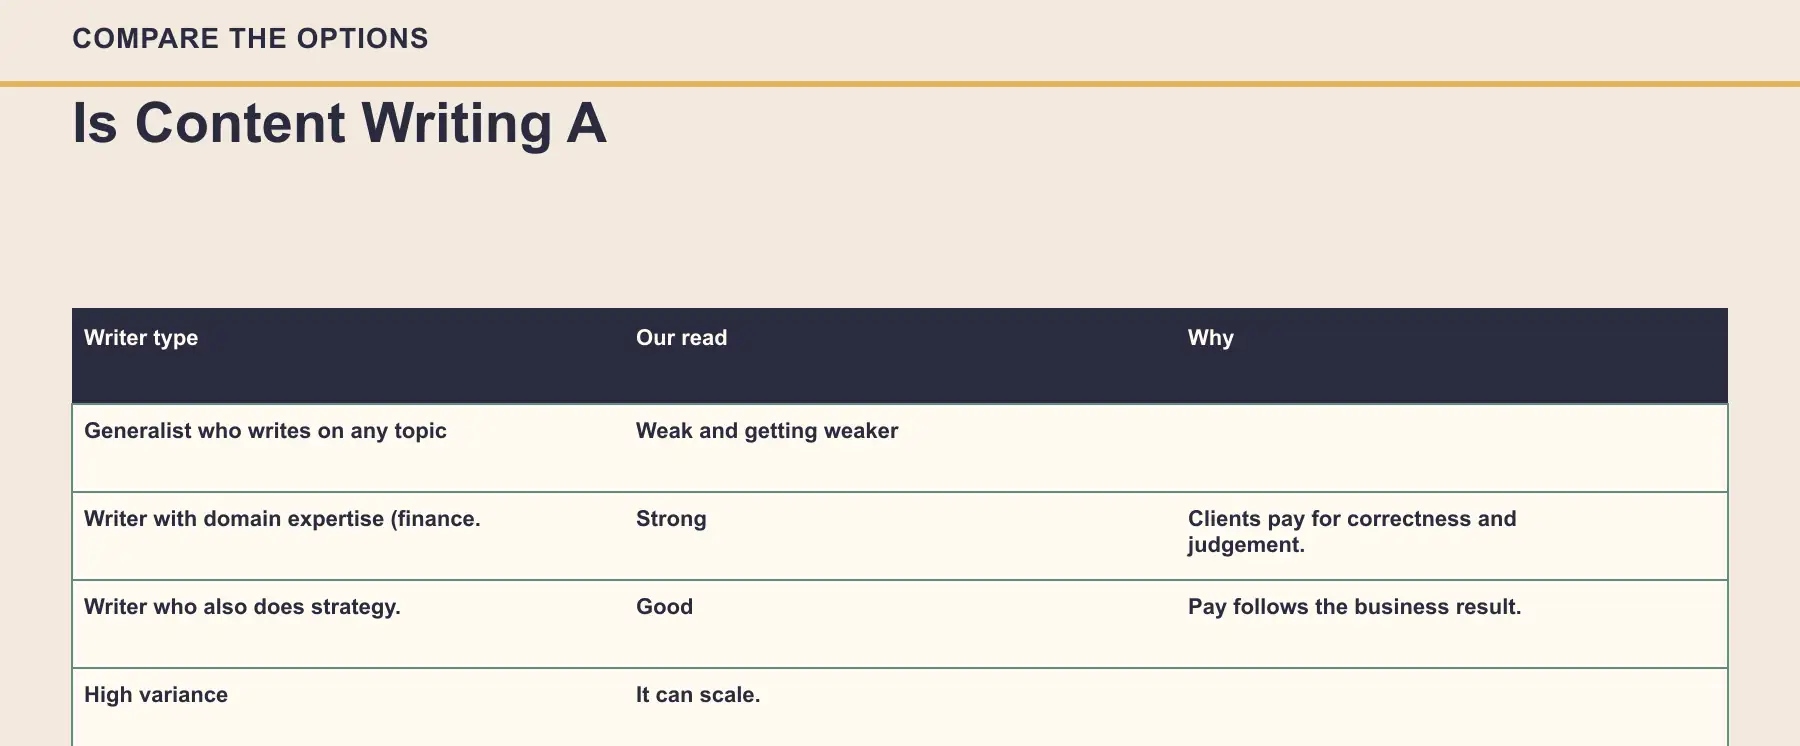 COMPARE THE OPTIONS
Is Content Writing A
Writer type
Our read
Why
Generalist who writes on any topic
Weak and getting weaker
Writer with domain expertise (finance.
Strong
Clients pay for correctness and
judgement.
Writer who also does strategy.
Good
Pay follows the business result.
High variance
It can scale.